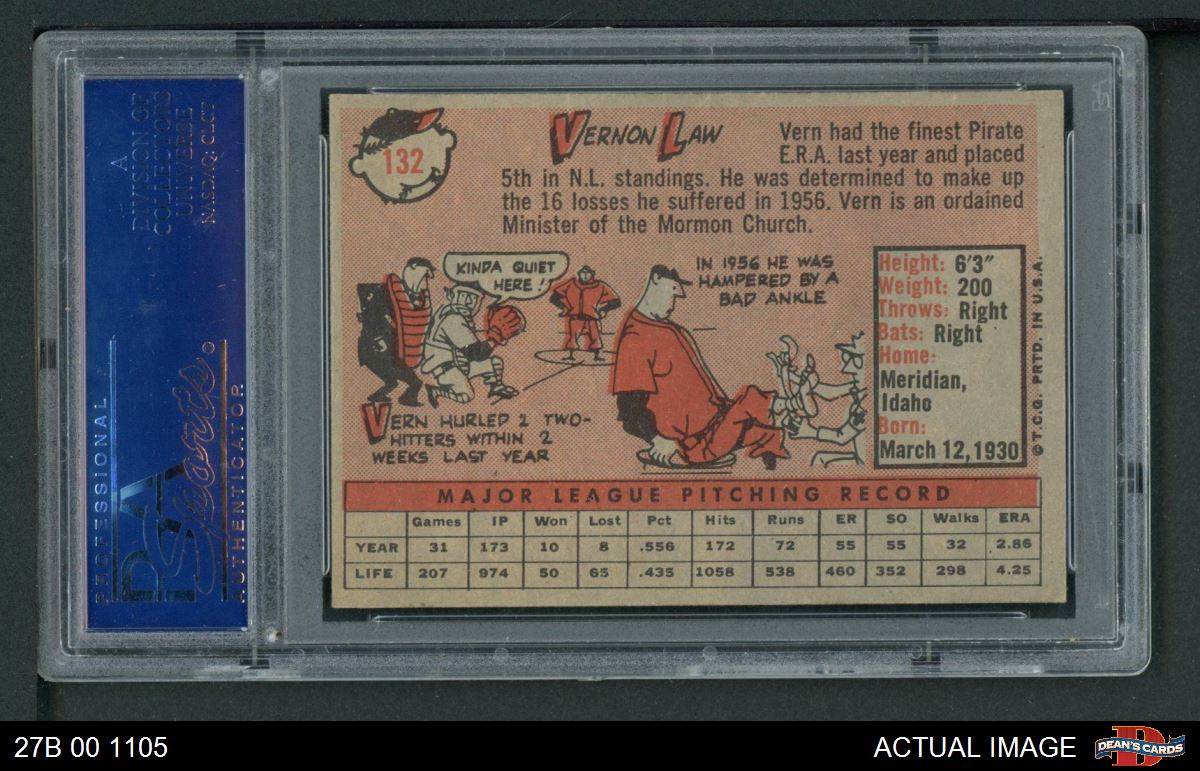 A
DIVISION OF
COLLECTORS
UNIVERSE
NASDAQ: CLCT
PROFESSIONAL
PSA
Sports
AUTHENTICATOR
132
VERNON LAW
Vern had the finest Pirate
E.R.A. last year and placed
5th in N.L. standings. He was determined to make up
the 16 losses he suffered in 1956. Vern is an ordained
Minister of the Mormon Church.
KINDA QUIET
HERE!
IN 1956 HE WAS
HAMPERED BY A
BAD ANKLE
VERN HURLED 2 TWO-
HITTERS WITHIN 2
WEEKS LAST YEAR
Height: 6'3"
Weight: 200
Throws: Right
Bats: Right
Home:
Meridian,
Idaho
Born:
March 12, 1930
© T.C.G. PRTD. IN U.S.A.
MAJOR LEAGUE PITCHING RECORD
Games IP Won Lost Pct Hits Runs ER SO Walks ERA
YEAR 31 173 10 8 .556 172 72 55 55 32 2.86
LIFE 207 974 50 65 .435 1058 538 460 352 298 4.25
27B 00 1105
ACTUAL IMAGE
DEAN'S CARDS